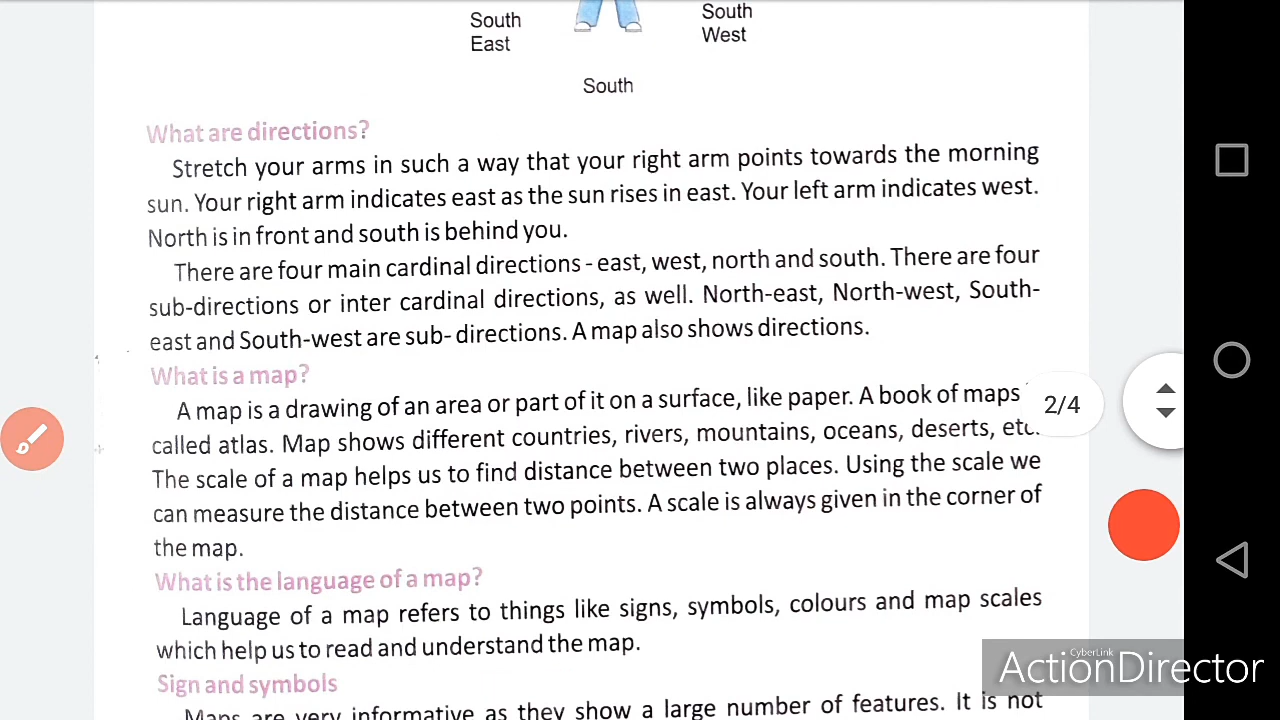 South
East
South
West
South
What are directions?
Stretch your arms in such a way that your right arm points towards the morning
sun. Your right arm indicates east as the sun rises in east. Your left arm indicates west.
North is in front and south is behind you.
There are four main cardinal directions - east, west, north and south. There are four
sub-directions or inter cardinal directions, as well. North-east, North-west, South-
east and South-west are sub- directions. A map also shows directions.
What is a map?
A map is a drawing of an area or part of it on a surface, like paper. A book of maps
called atlas. Map shows different countries, rivers, mountains, oceans, deserts, etc.
The scale of a map helps us to find distance between two places. Using the scale we
can measure the distance between two points. A scale is always given in the corner of
the map.
2/4
What is the language of a map?
Language of a map refers to things like signs, symbols, colours and map scales
which help us to read and understand the map.
Sign and symbols
Maps are very informative as they show a large number of features. It is not
CyberLink
ActionDirector